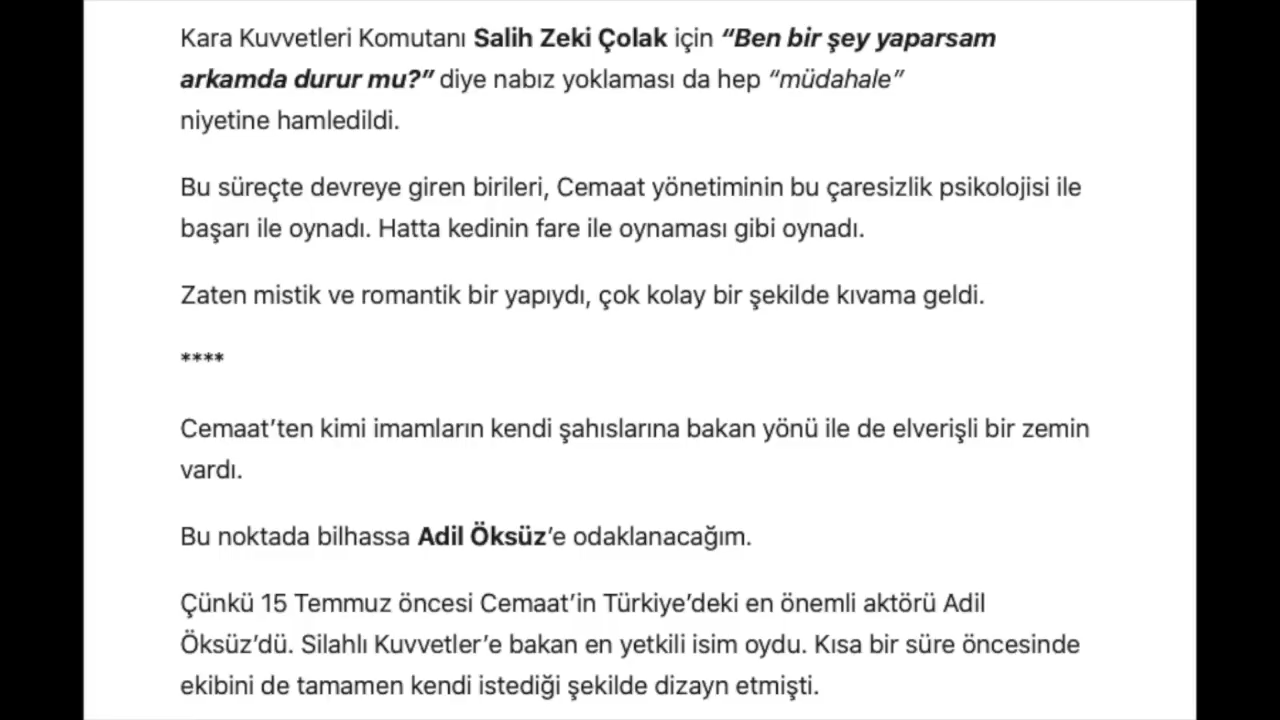 Kara Kuvvetleri Komutanı Salih Zeki Çolak için “Ben bir şey yaparsam
arkamda durur mu?” diye nabız yoklaması da hep “müdahale”
niyetine hamledildi.
Bu süreçte devreye giren birileri, Cemaat yönetiminin bu çaresizlik psikolojisi ile
başarı ile oynadı. Hatta kedinin fare ile oynaması gibi oynadı.
Zaten mistik ve romantik bir yapıydı, çok kolay bir şekilde kıvama geldi.
****
Cemaat’ten kimi imamların kendi şahıslarına bakan yönü ile de elverişli bir zemin
vardı.
Bu noktada bilhassa Adil Öksüz’e odaklanacağım.
Çünkü 15 Temmuz öncesi Cemaat’in Türkiye’deki en önemli aktörü Adil
Öksüz’dü. Silahlı Kuvvetler’e bakan en yetkili isim oydu. Kısa bir süre öncesinde
ekibini de tamamen kendi istediği şekilde dizayn etmişti.